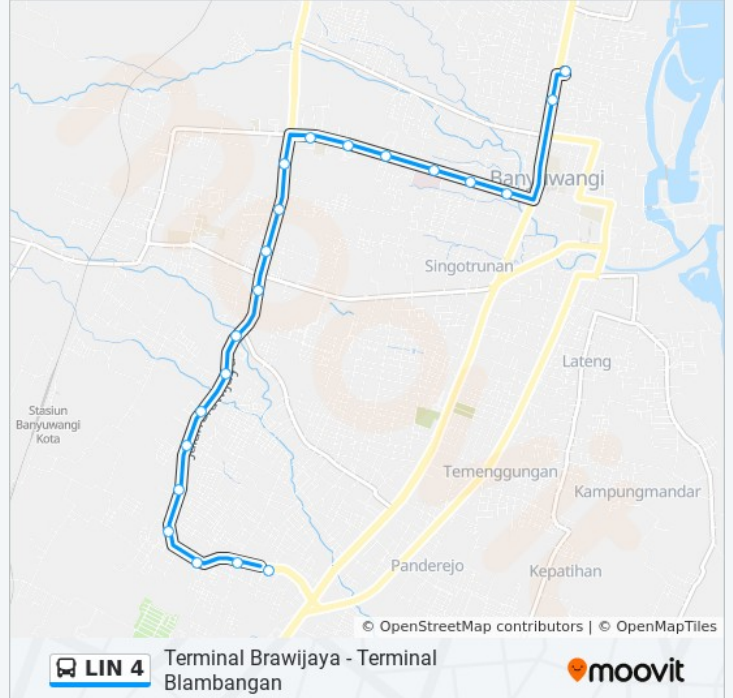 Banyuwangi
Singotrunan
Lateng
Stasiun
Banyuwangi
Kota
Temenggungan
Kampungmandar
Panderejo
Kepatihan
© OpenStreetMap contributors | © OpenMapTiles
LIN 4
Terminal Brawijaya - Terminal
Blambangan
moovit